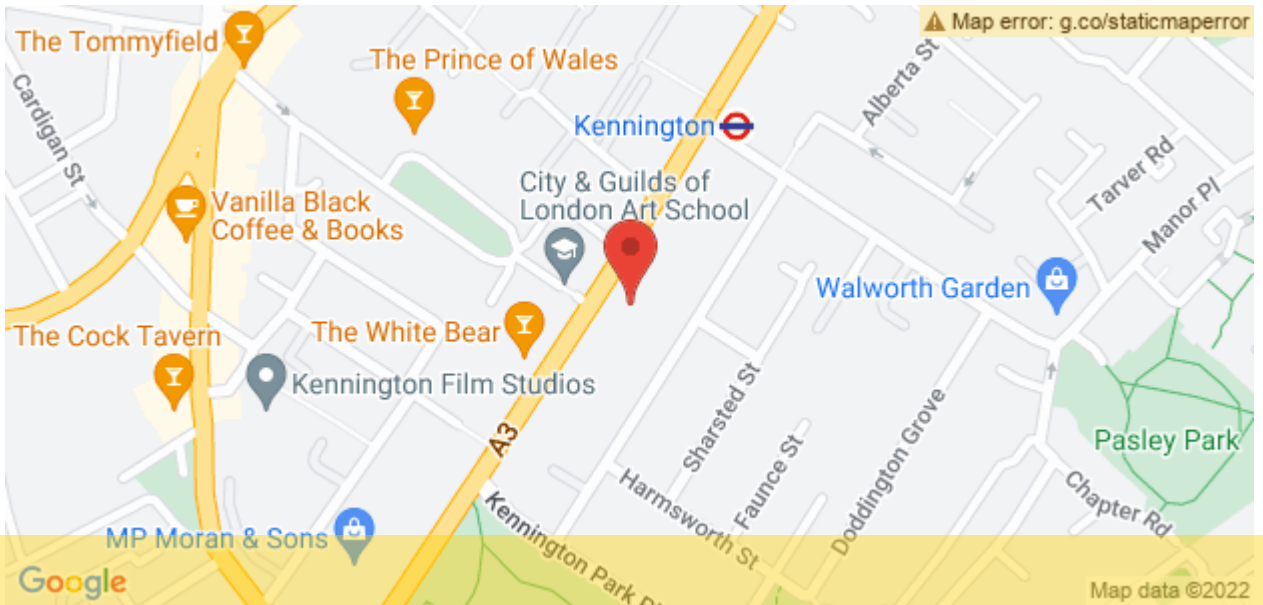 Map error: g.co/staticmaperror
The Tommyfield
The Prince of Wales
Cardigan St
Kennington
Alberta St
Tarver Rd
Manor Pl
City & Guilds of
London Art School
Vanilla Black
Coffee & Books
Walworth Garden
The White Bear
The Cock Tavern
Kennington Film Studios
A3
Sharsted St
Faunce St
Doddington Grove
Pasley Park
Chapter Rd
Harmsworth St
Kennington Park
MP Moran & Sons
Google
Map data ©2022